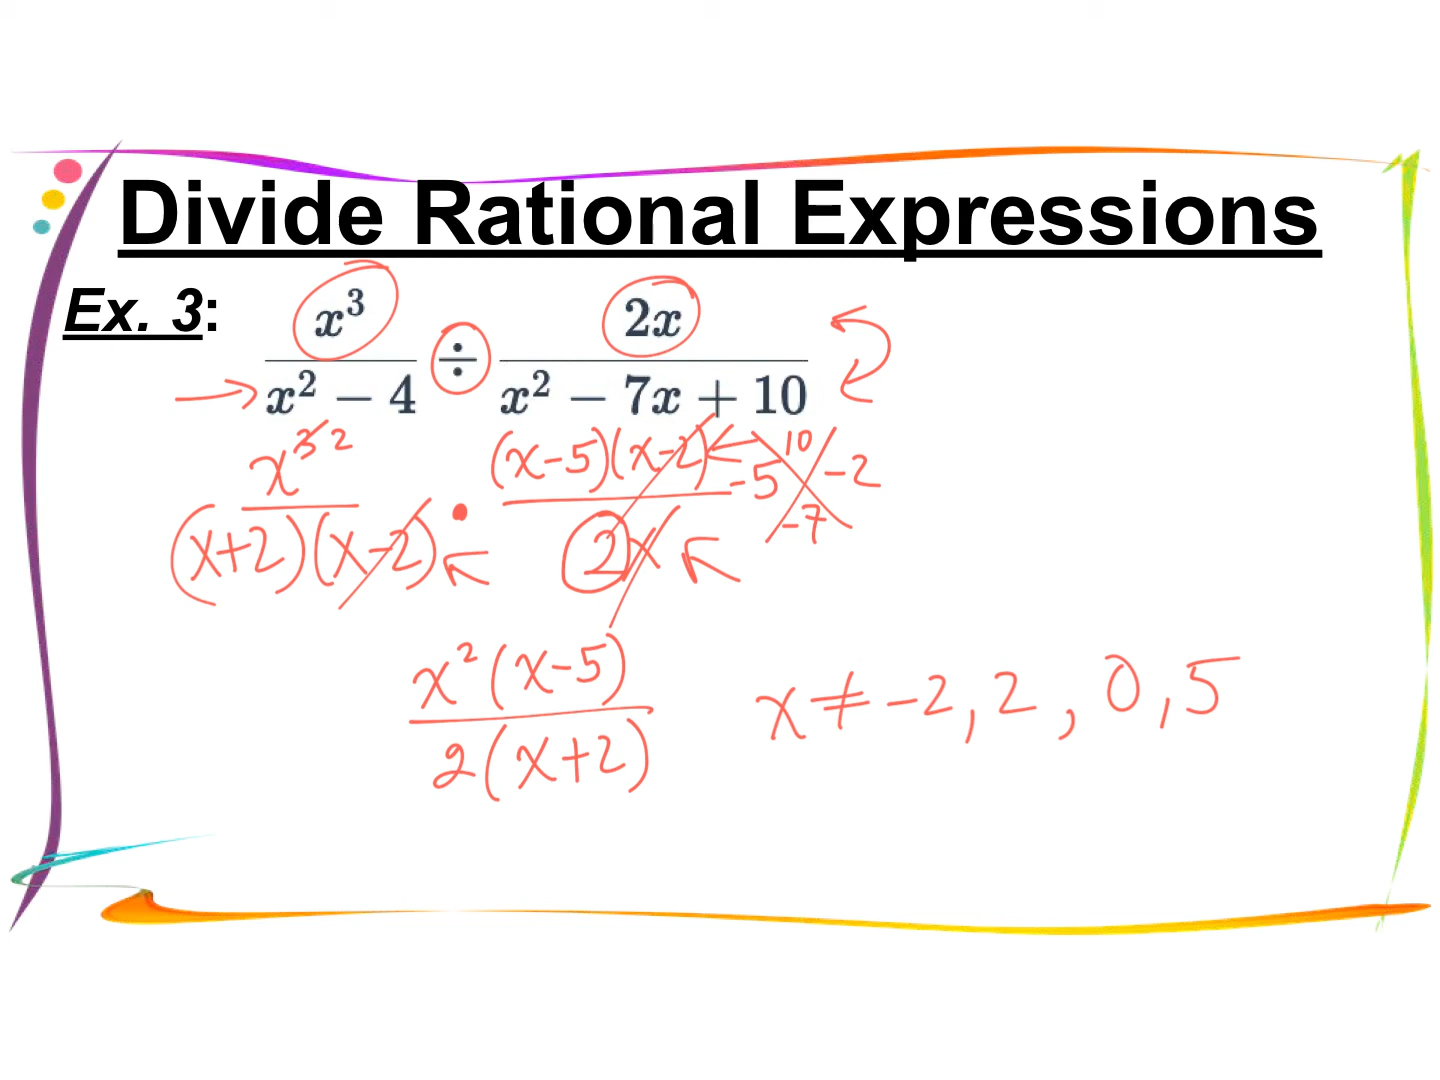 Divide Rational Expressions
Ex. 3: x³ / (x² − 4) ÷ 2x / (x² − 7x + 10)
x³ 2 / (x+2)(x−2) • (x−5)(x−2) / 2x
10
−5 −2
−7
x²(x−5) / 2(x+2)
x ≠ −2, 2, 0, 5